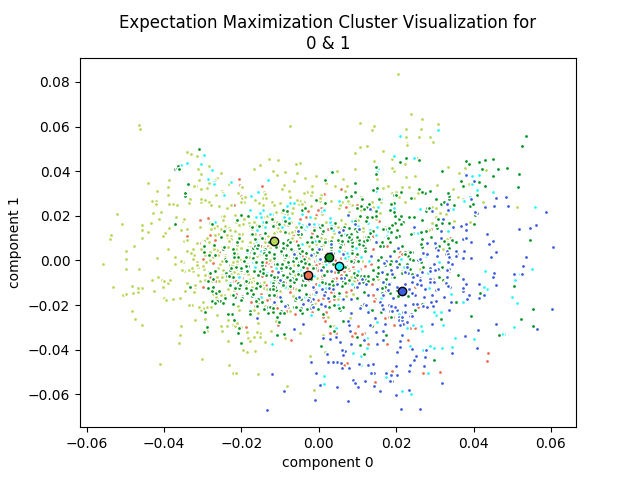 Expectation Maximization Cluster Visualization for
0 & 1
0.08
0.06
0.04
0.02
0.00
−0.02
−0.04
−0.06
component 1
−0.06 −0.04 −0.02 0.00 0.02 0.04 0.06
component 0